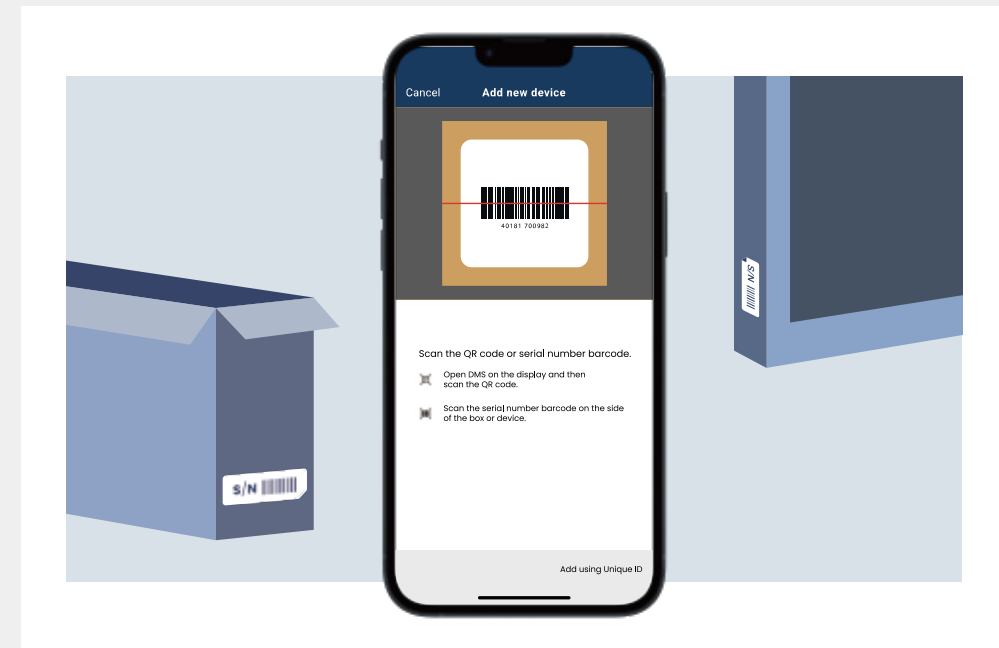 Cancel
Add new device
40181 700982
S/N
Scan the QR code or serial number barcode.
Open DMS on the display and then
scan the QR code.
Scan the serial number barcode on the side
of the box or device.
S/N
Add using Unique ID